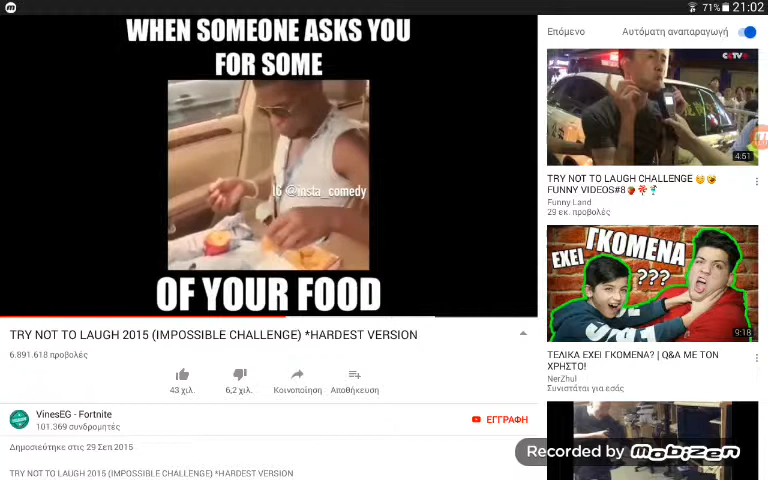 71% 21:02
WHEN SOMEONE ASKS YOU
FOR SOME
IG @insta_comedy
OF YOUR FOOD
TRY NOT TO LAUGH 2015 (IMPOSSIBLE CHALLENGE) *HARDEST VERSION
6.891.618 προβολές
43 χιλ.
6,2 χιλ.
Κοινοποίηση
Αποθήκευση
VinesEG - Fortnite
101.369 συνδρομητές
ΕΓΓΡΑΦΗ
Δημοσιεύτηκε στις 29 Σεπ 2015
TRY NOT TO LAUGH 2015 (IMPOSSIBLE CHALLENGE) *HARDEST VERSION
Επόμενο
Αυτόματη αναπαραγωγή
CCTV
4:51
TRY NOT TO LAUGH CHALLENGE
FUNNY VIDEOS#8
Funny Land
29 εκ. προβολές
ΕΧΕΙ ΓΚΟΜΕΝΑ
???
9:18
ΤΕΛΙΚΑ ΕΧΕΙ ΓΚΟΜΕΝΑ? | Q&A ΜΕ ΤΟΝ
ΧΡΗΣΤΟ!
NerZhul
Συνιστάται για εσάς
Recorded by MOBIZEN